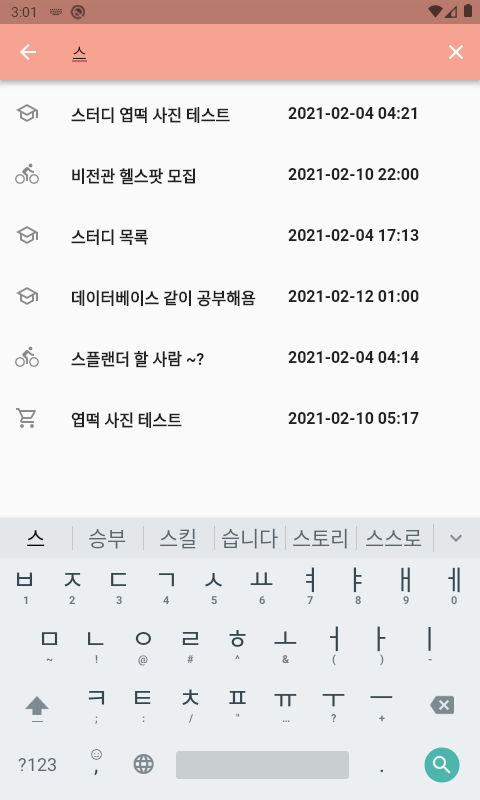 3:01
스
스터디 엽떡 사진 테스트 2021-02-04 04:21
비전관 헬스팟 모집 2021-02-10 22:00
스터디 목록 2021-02-04 17:13
데이터베이스 같이 공부해욤 2021-02-12 01:00
스플랜더 할 사람 ~? 2021-02-04 04:14
엽떡 사진 테스트 2021-02-10 05:17
스 승부 스킬 습니다 스토리 스스로
ㅂ ㅈ ㄷ ㄱ ㅅ ㅛ ㅕ ㅑ ㅐ ㅔ
1 2 3 4 5 6 7 8 9 0
ㅁ ㄴ ㅇ ㄹ ㅎ ㅗ ㅓ ㅏ ㅣ
~ ! @ # ^ & ( ) -
ㅋ ㅌ ㅊ ㅍ ㅠ ㅜ ㅡ
; : / " ... ? +
?123 , .